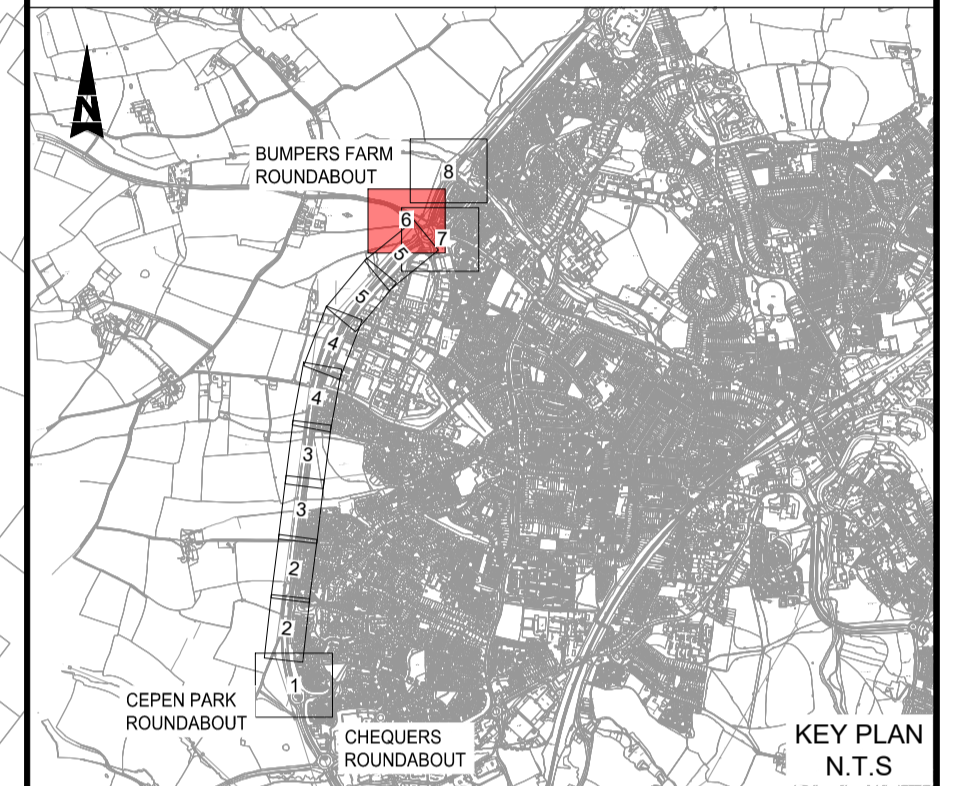 N
BUMPERS FARM
ROUNDABOUT
8
6
7
5
5
4
4
3
3
2
2
1
CEPEN PARK
ROUNDABOUT
CHEQUERS
ROUNDABOUT
KEY PLAN
N.T.S